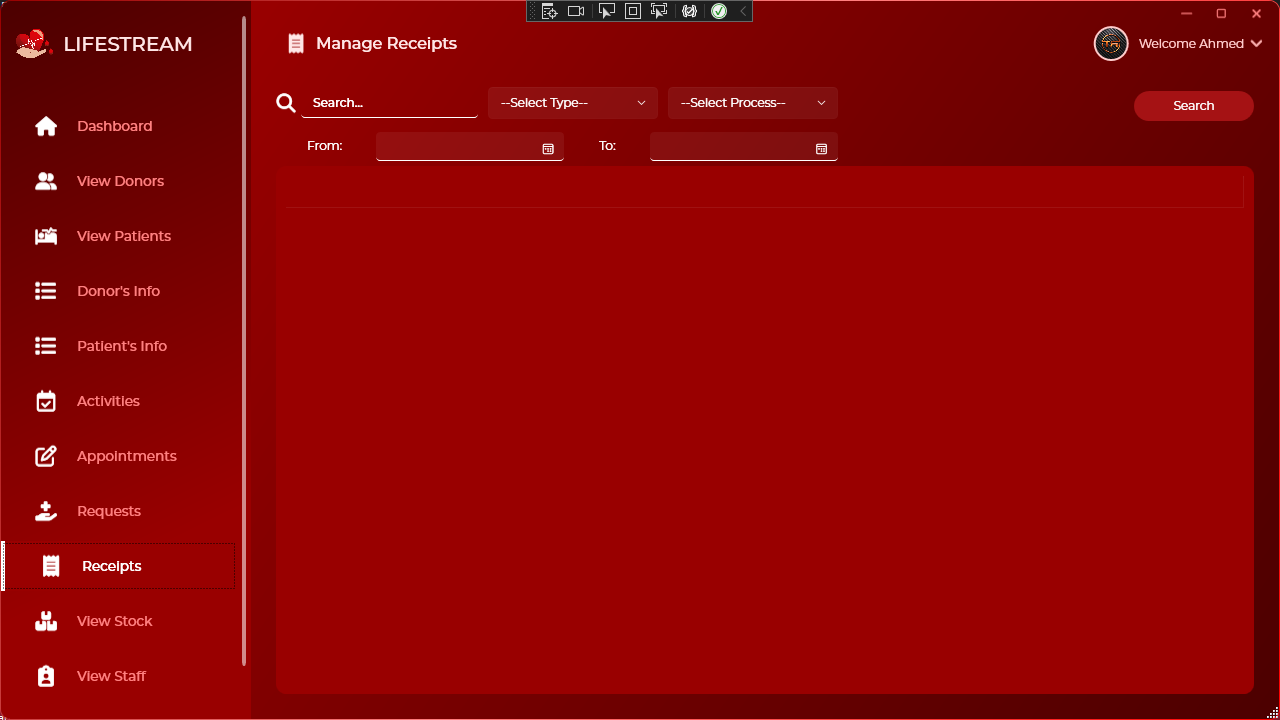 LIFESTREAM
Manage Receipts
Welcome Ahmed
Search...
--Select Type--
--Select Process--
Search
From:
To:
Dashboard
View Donors
View Patients
Donor's Info
Patient's Info
Activities
Appointments
Requests
Receipts
View Stock
View Staff